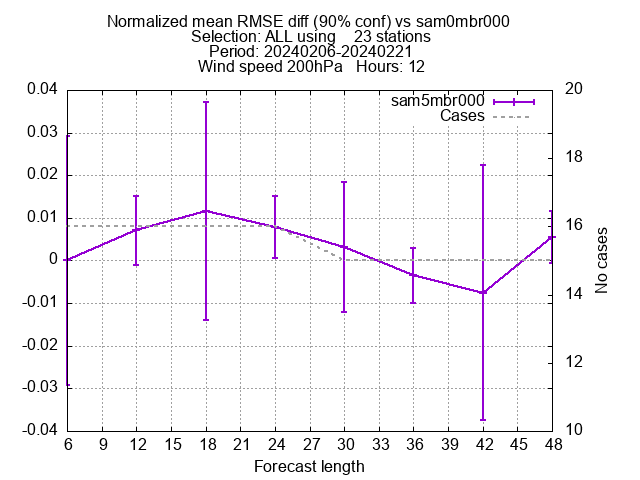 Normalized mean RMSE diff (90% conf) vs sam0mbr000
Selection: ALL using    23 stations
Period: 20240206-20240221
Wind speed 200hPa   Hours: 12
sam5mbr000
Cases
0.04
0.03
0.02
0.01
0
-0.01
-0.02
-0.03
-0.04
20
18
16
14
12
10
No cases
6 9 12 15 18 21 24 27 30 33 36 39 42 45 48
Forecast length